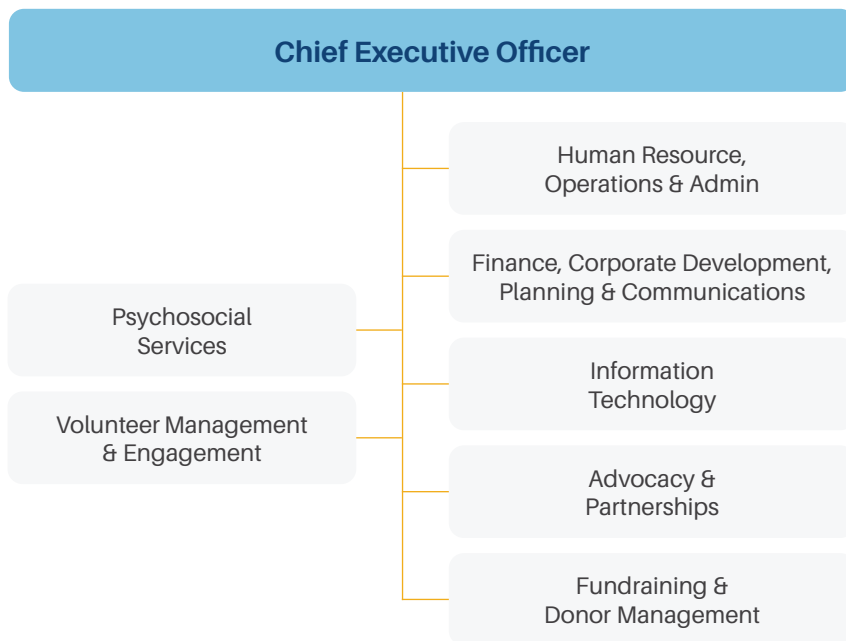 Chief Executive Officer
Human Resource,
Operations & Admin
Finance, Corporate Development,
Planning & Communications
Psychosocial
Services
Information
Technology
Volunteer Management
& Engagement
Advocacy &
Partnerships
Fundraining &
Donor Management